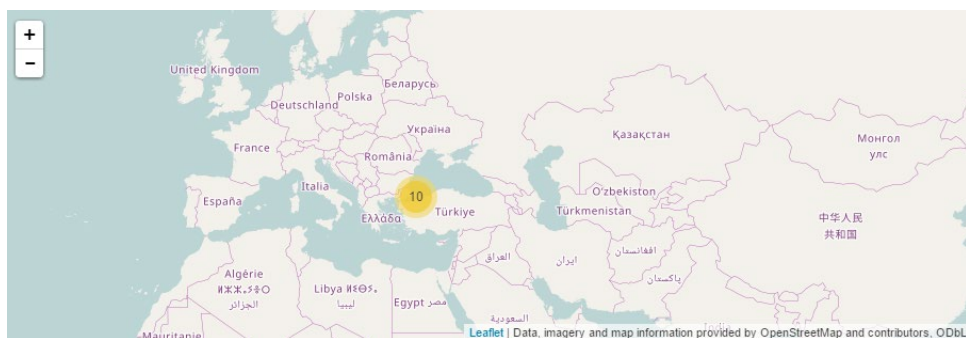 +
−
United Kingdom
Беларусь
Polska
Deutschland
Україна
Қазақстан
Монгол
улс
France
România
Italia
España
10
Türkiye
Ελλάδα
O'zbekiston
Türkmenistan
中华人民
共和国
العراق
ایران
افغانستان
پاکستان
Algérie
الجزائر
Libya ⵍⵉⴱⵢⴰ
ليبيا
Egypt مصر
السعودية
India
Mauritanie
Leaflet | Data, imagery and map information provided by OpenStreetMap and contributors, ODbL